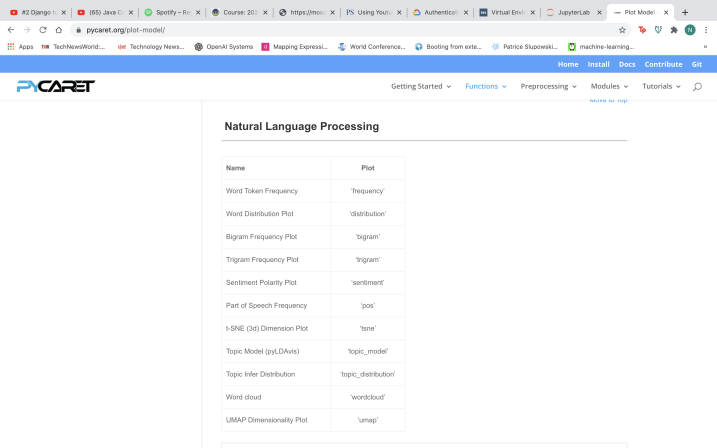 #2 Django t
(65) Java C
Spotify – Re
Course: 202
https://moo
Using Youtu
Authenticat
Virtual Envi
JupyterLab
Plot Model
pycaret.org/plot-model/
Apps TechNewsWorld:... Technology News... OpenAI Systems Mapping Expressi... World Conference... Booting from exte... Patrice Slupowski... machine-learning...
Home Install Docs Contribute Git
PYCARET
Getting Started Functions Preprocessing Modules Tutorials
Move to Top
Natural Language Processing
Name Plot
Word Token Frequency 'frequency'
Word Distribution Plot 'distribution'
Bigram Frequency Plot 'bigram'
Trigram Frequency Plot 'trigram'
Sentiment Polarity Plot 'sentiment'
Part of Speech Frequency 'pos'
t-SNE (3d) Dimension Plot 'tsne'
Topic Model (pyLDAvis) 'topic_model'
Topic Infer Distribution 'topic_distribution'
Word cloud 'wordcloud'
UMAP Dimensionality Plot 'umap'